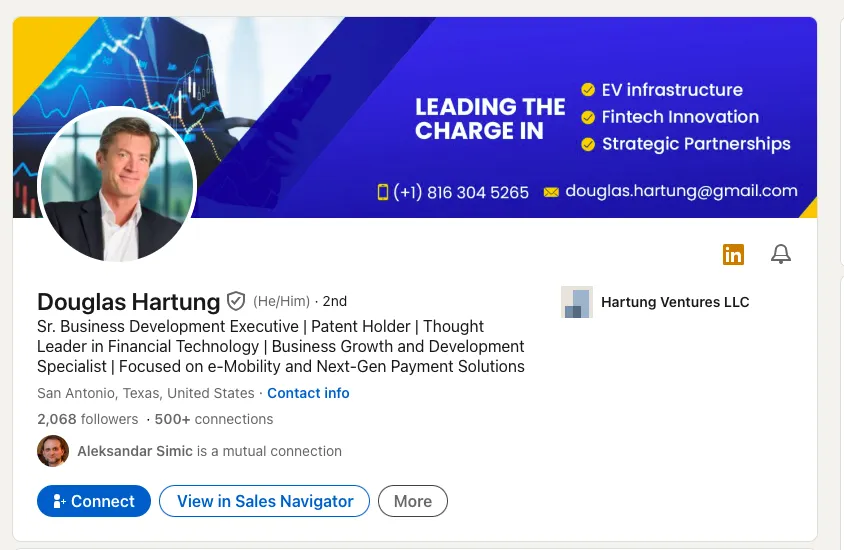 LEADING THE
CHARGE IN
EV infrastructure
Fintech Innovation
Strategic Partnerships
(+1) 816 304 5265
douglas.hartung@gmail.com
in
Douglas Hartung (He/Him) · 2nd
Hartung Ventures LLC
Sr. Business Development Executive | Patent Holder | Thought
Leader in Financial Technology | Business Growth and Development
Specialist | Focused on e-Mobility and Next-Gen Payment Solutions
San Antonio, Texas, United States · Contact info
2,068 followers · 500+ connections
Aleksandar Simic is a mutual connection
Connect
View in Sales Navigator
More